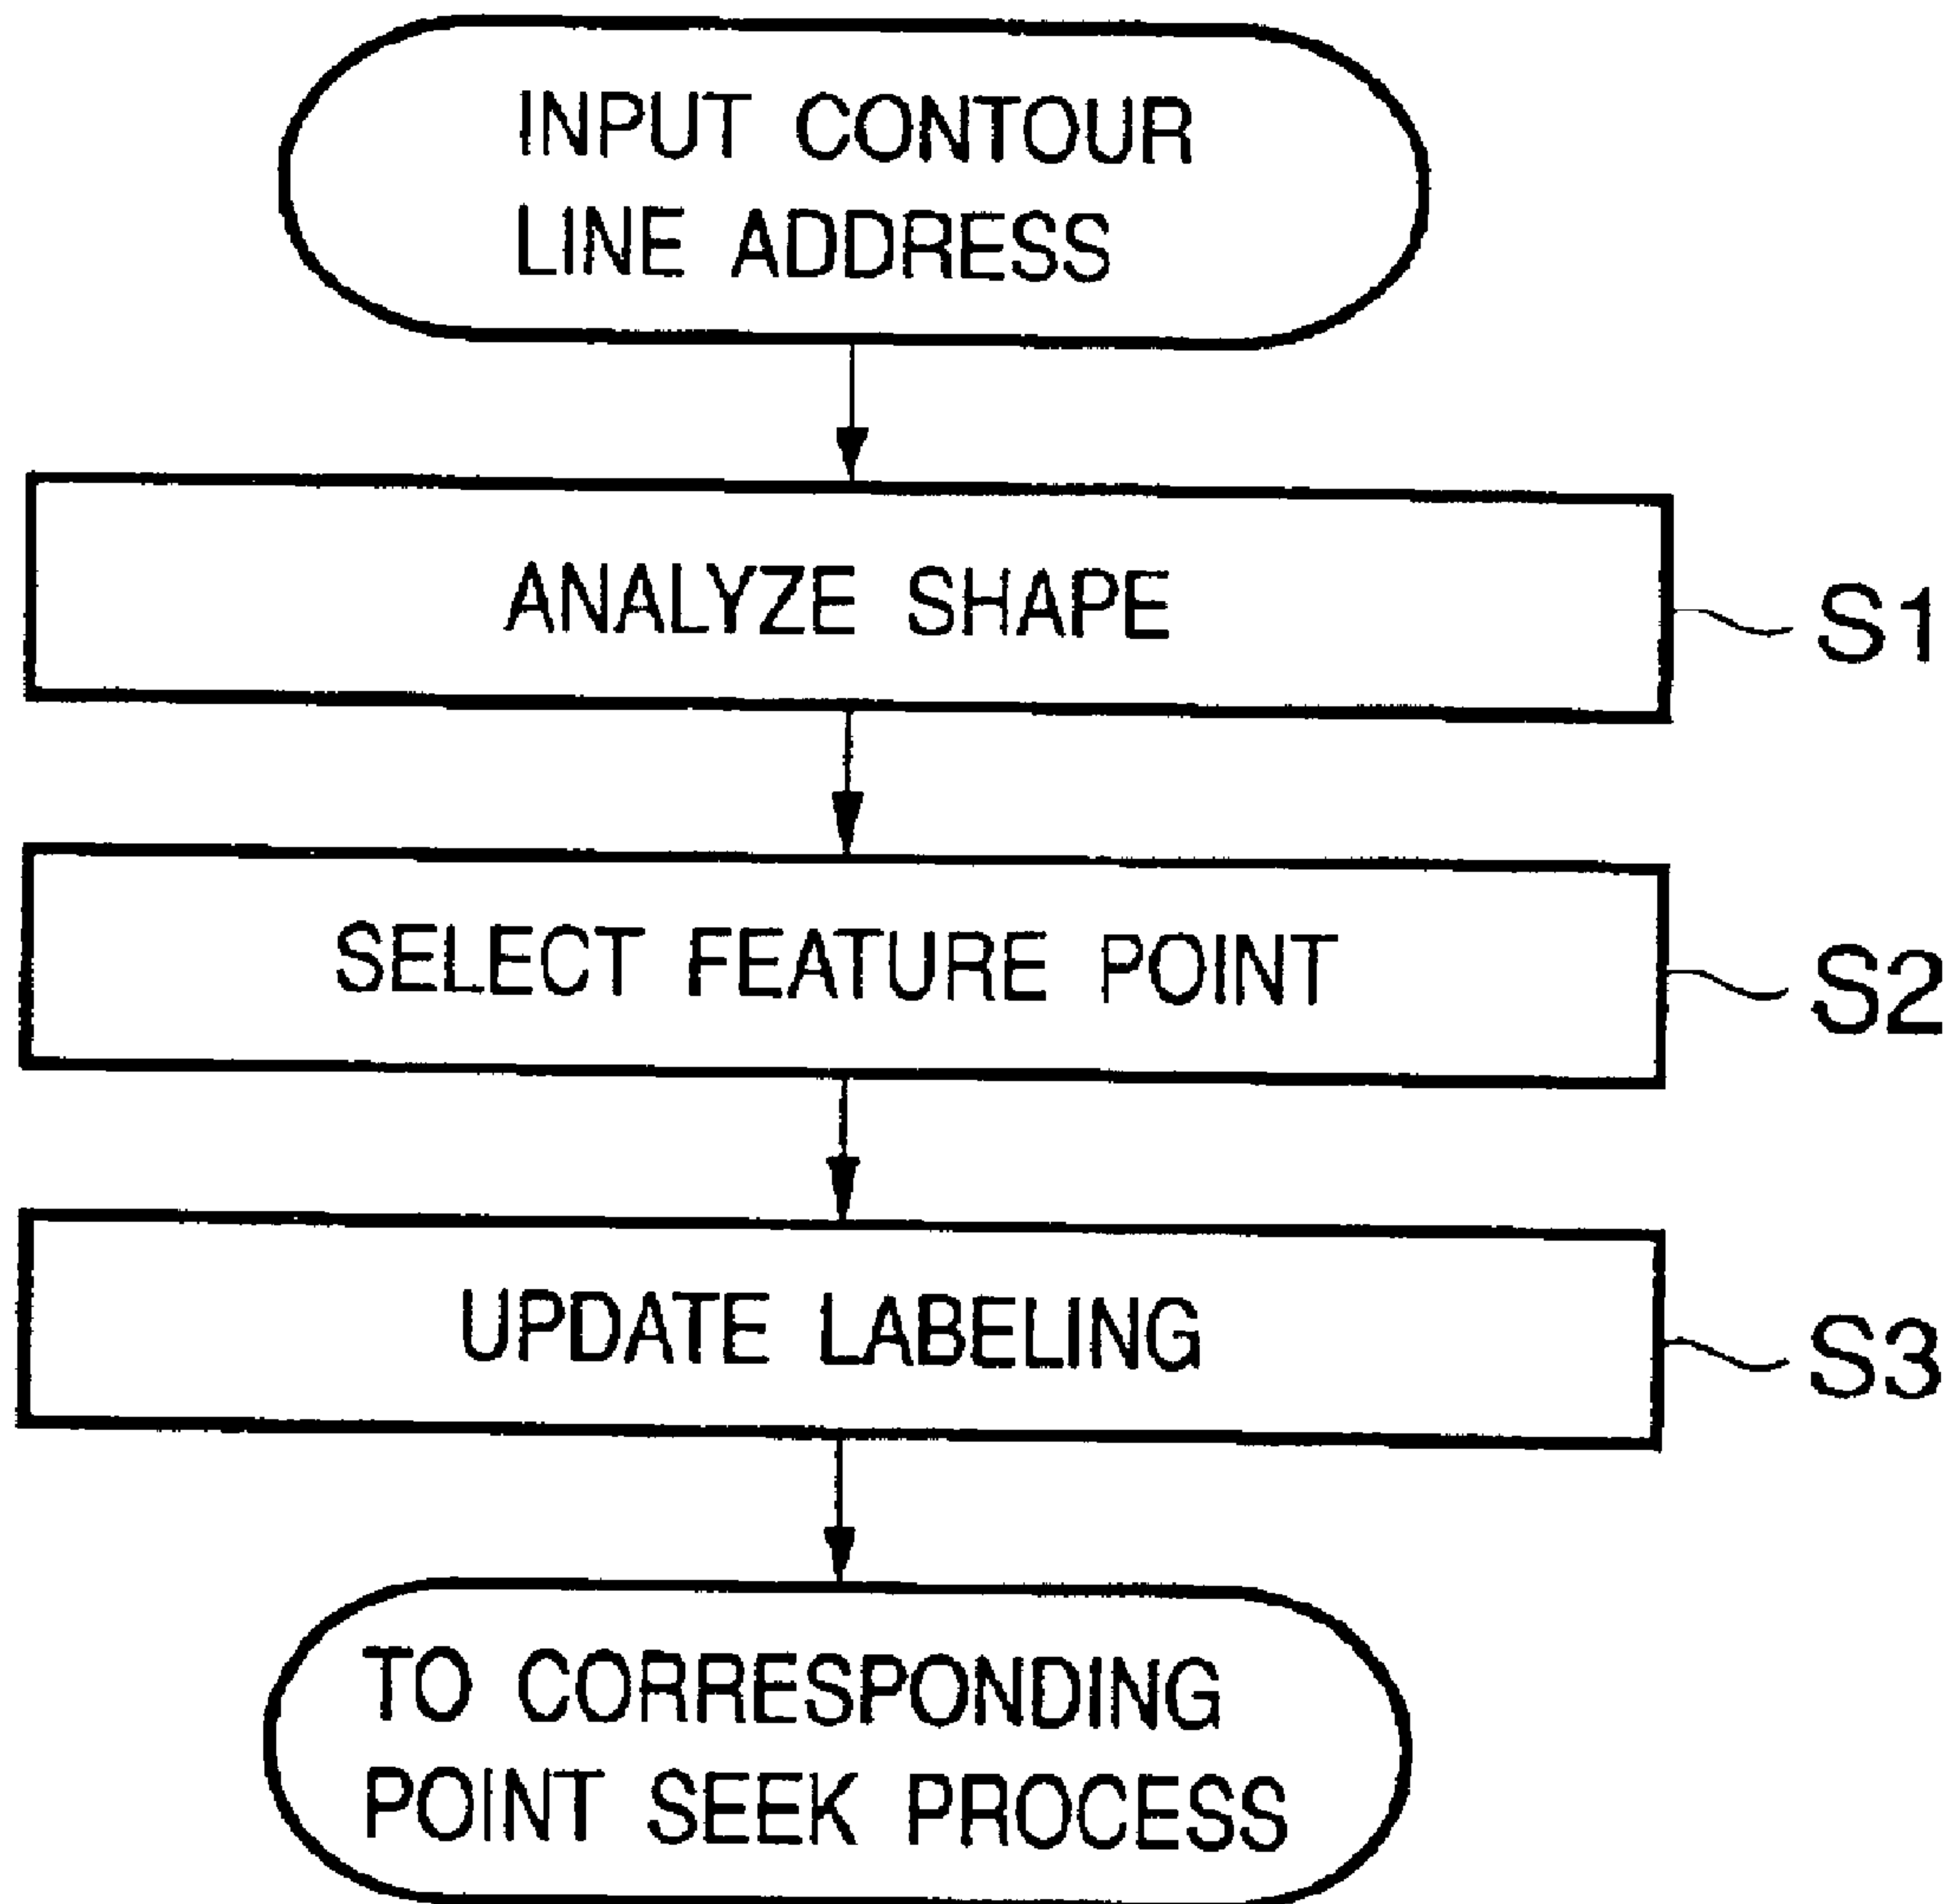 INPUT CONTOUR
LINE ADDRESS
ANALYZE SHAPE
S1
SELECT FEATURE POINT
S2
UPDATE LABELING
S3
TO CORRESPONDING
POINT SEEK PROCESS